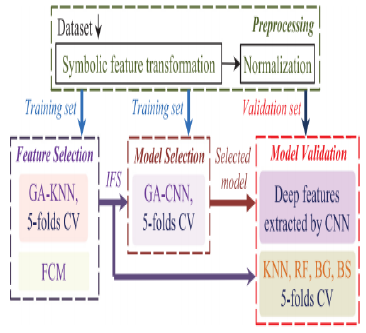 Preprocessing
Dataset
Symbolic feature transformation
Normalization
Training set
Training set
Validation set
Feature Selection
GA-KNN,
5-folds CV
FCM
IFS
Model Selection
GA-CNN,
5-folds CV
Selected
model
Model Validation
Deep features
extracted by CNN
KNN, RF, BG, BS
5-folds CV